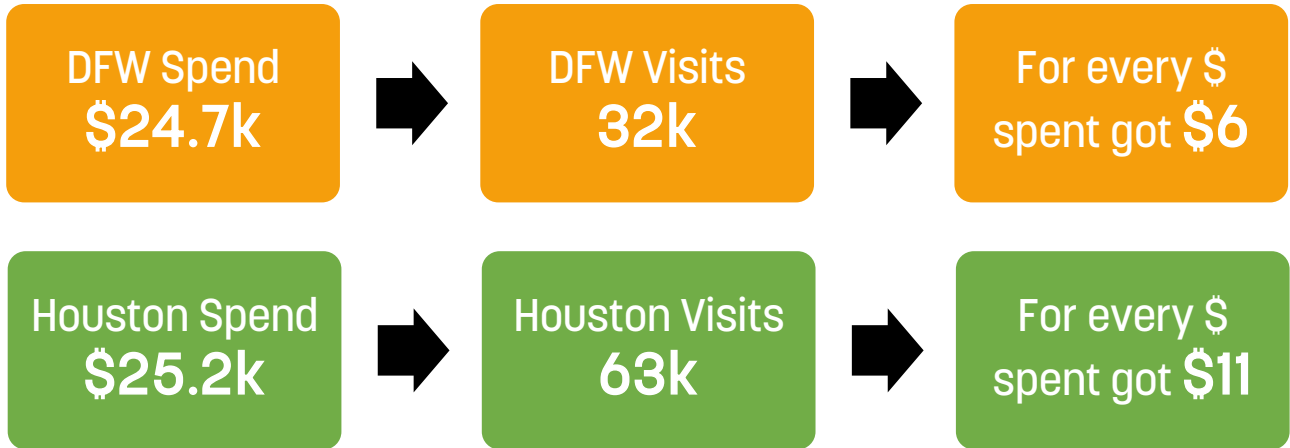 DFW Spend
$24.7k
DFW Visits
32k
For every $
spent got $6
Houston Spend
$25.2k
Houston Visits
63k
For every $
spent got $11